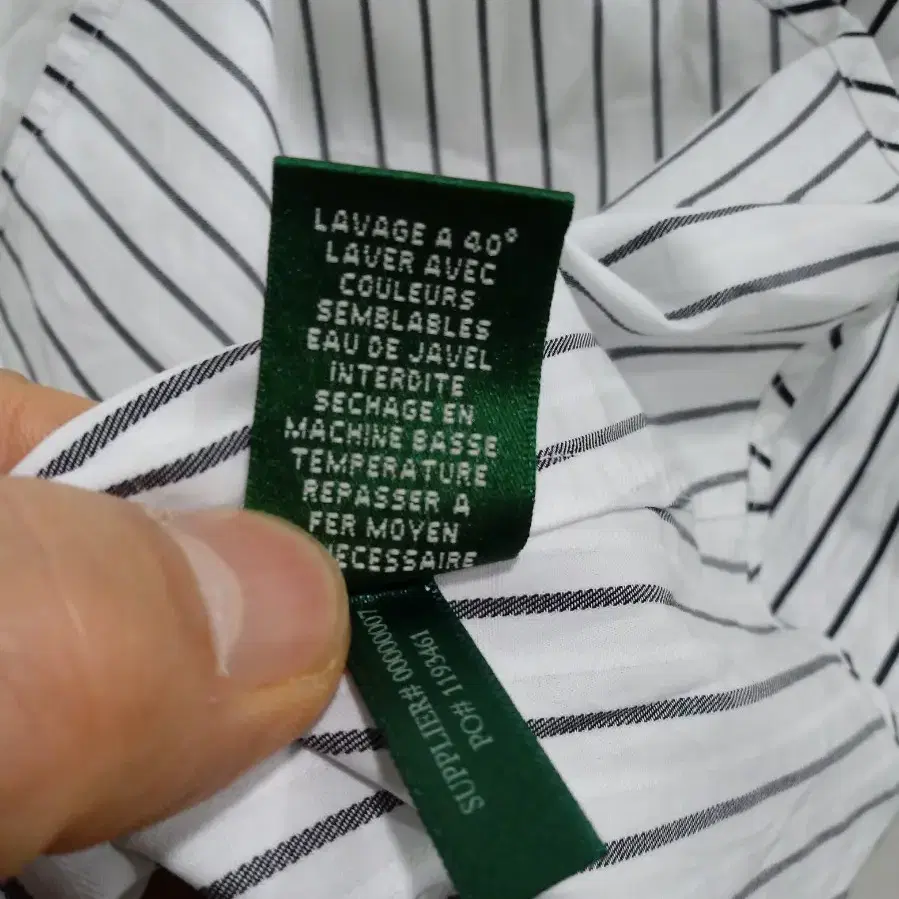 LAVAGE A 40°
LAVER AVEC
COULEURS
SEMBLABLES
EAU DE JAVEL
INTERDITE
SECHAGE EN
MACHINE BASSE
TEMPERATURE
REPASSER A
FER MOYEN
NECESSAIRE
SUPPLIER# 00000007
PO# 1193461